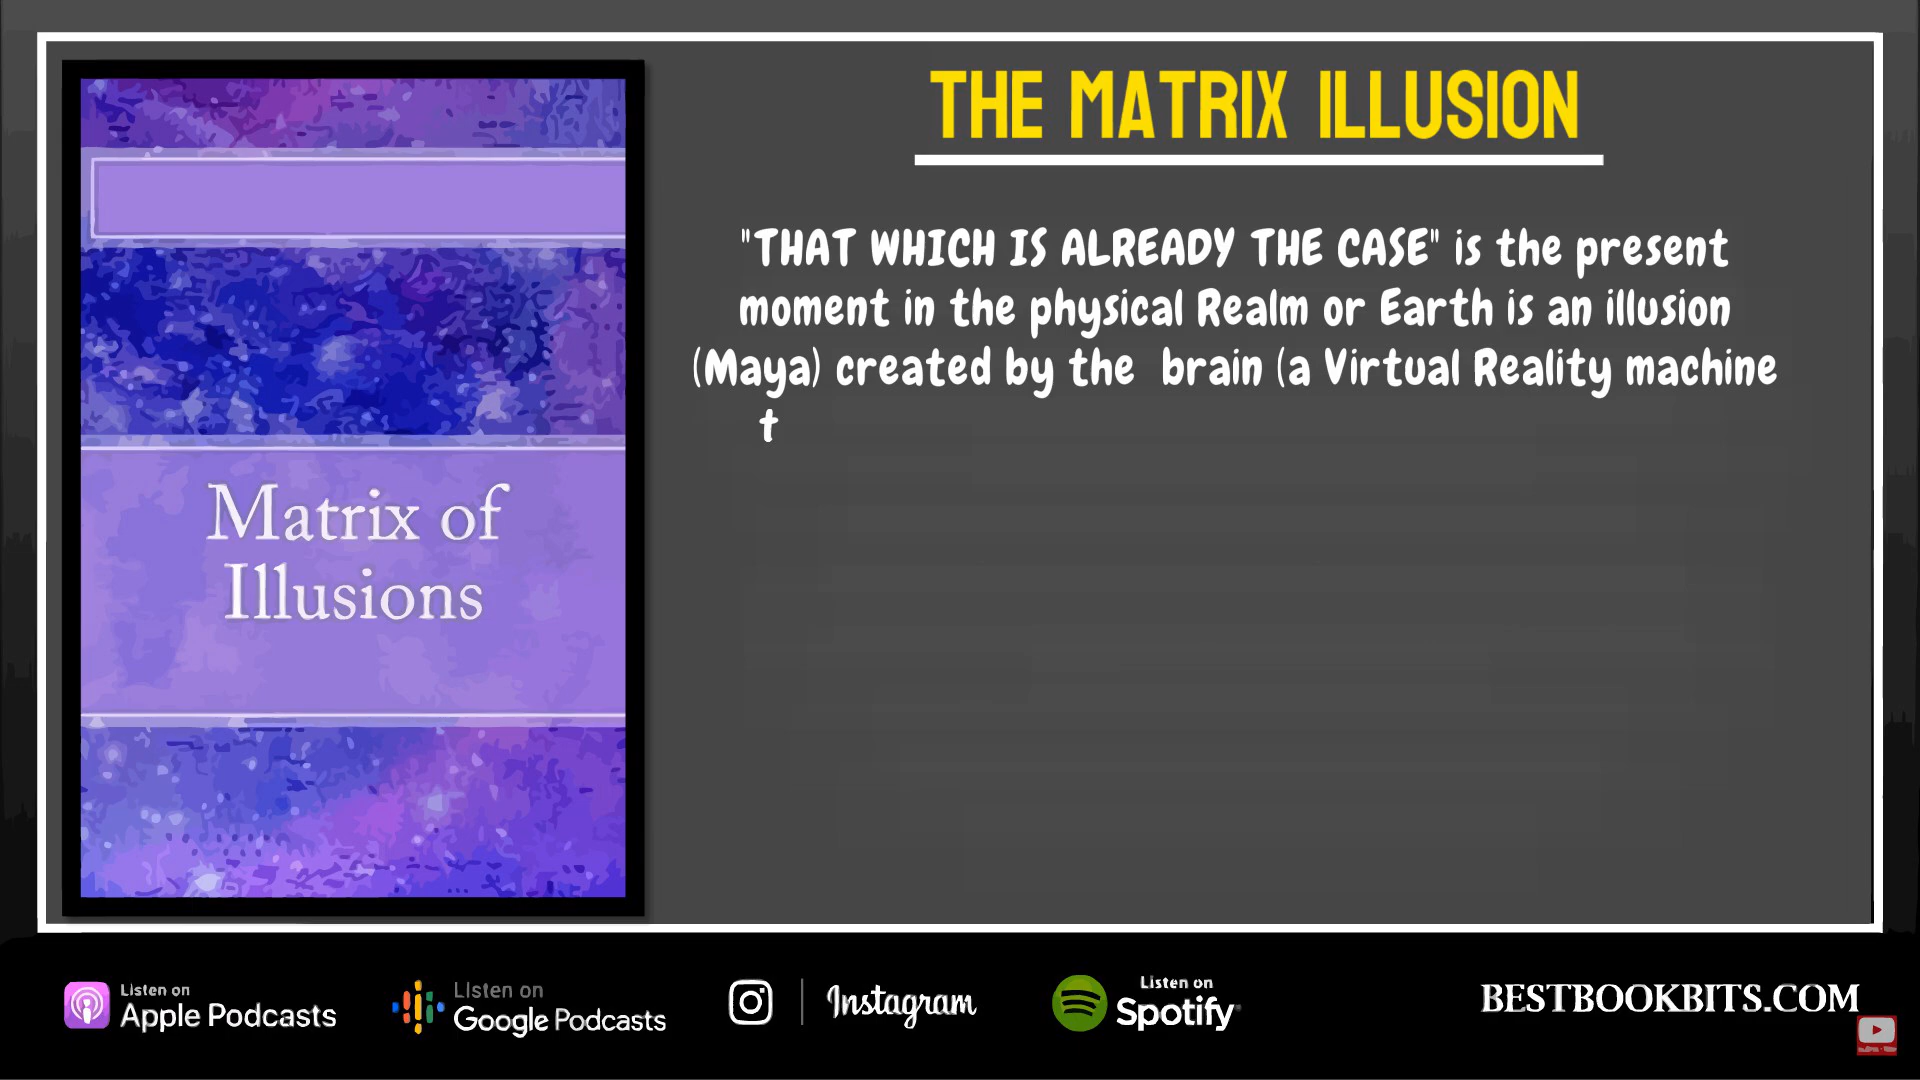 THE MATRIX ILLUSION
"THAT WHICH IS ALREADY THE CASE" is the present
moment in the physical Realm or Earth is an illusion
(Maya) created by the  brain (a Virtual Reality machine
t
Matrix of
Illusions
Listen on
Apple Podcasts
Listen on
Google Podcasts
Instagram
Listen on
Spotify
BESTBOOKBITS.COM